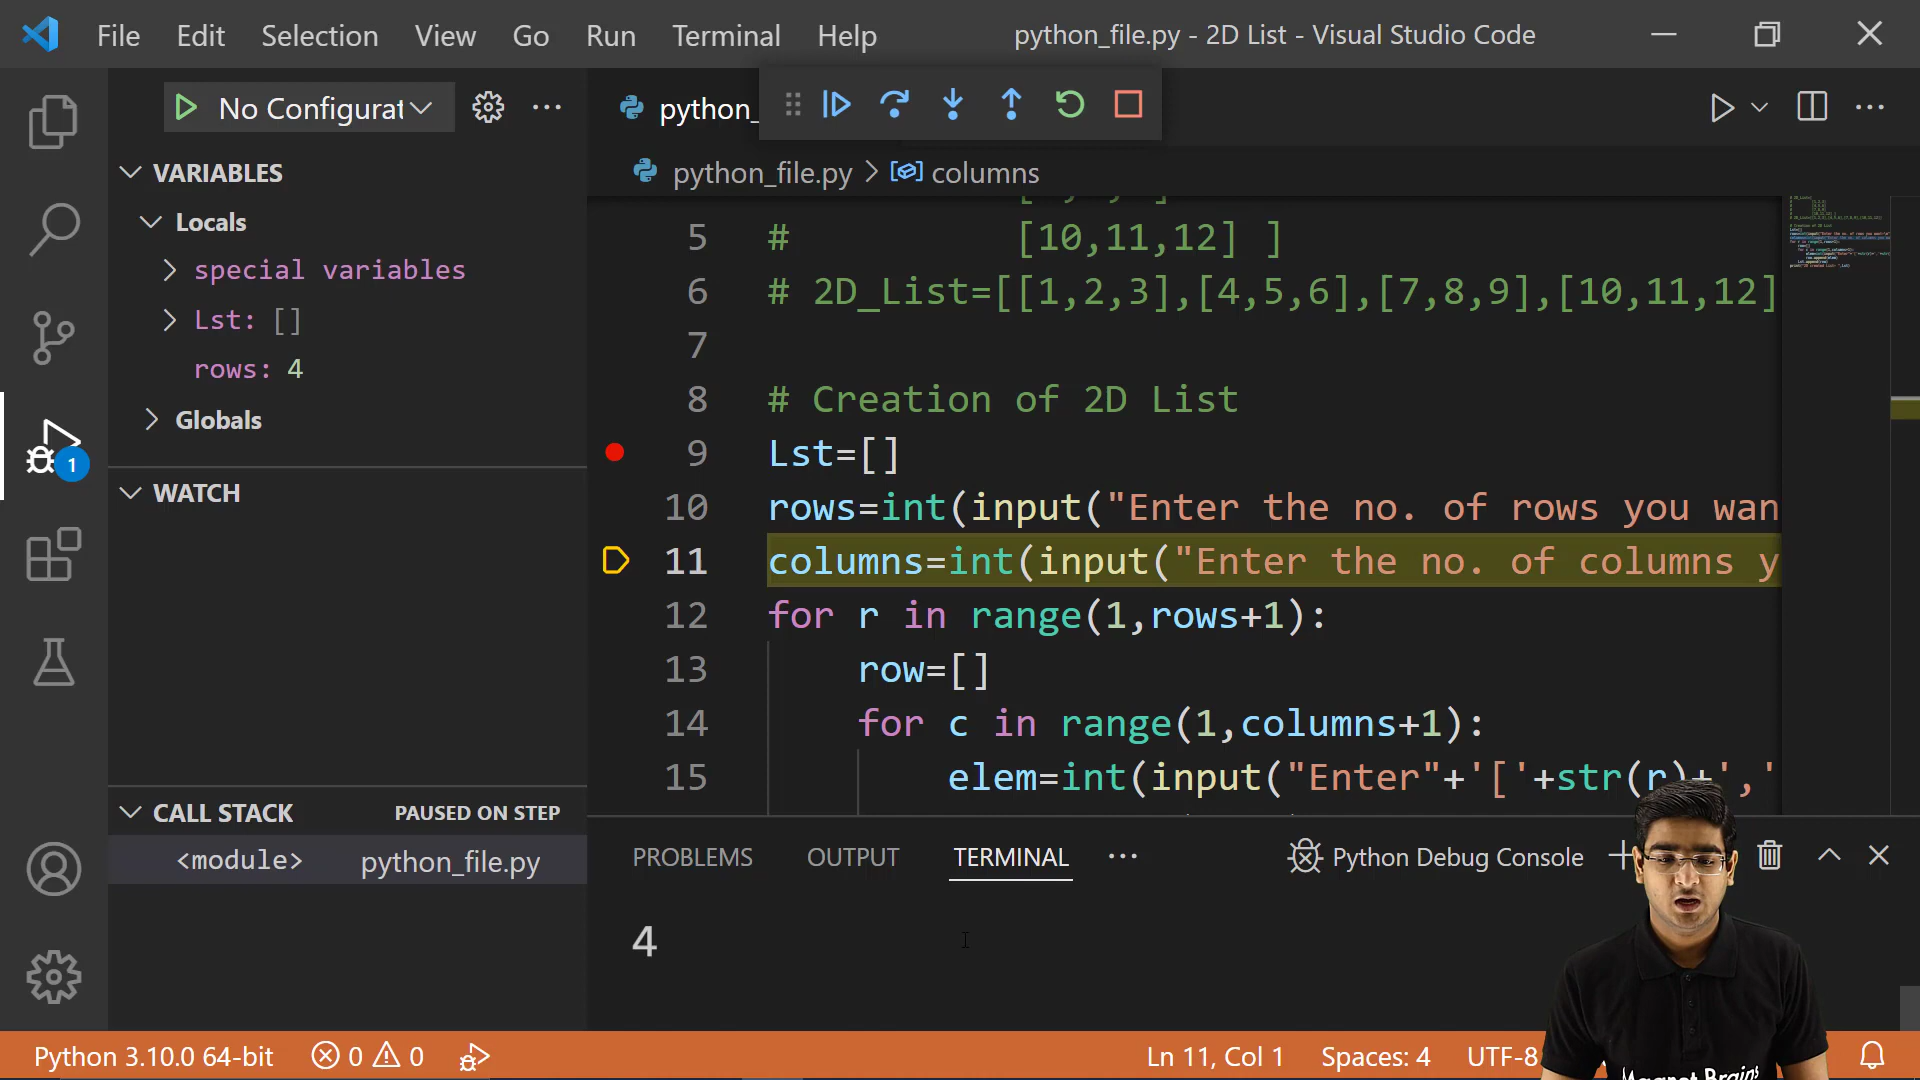 File Edit Selection View Go Run Terminal Help python_file.py - 2D List - Visual Studio Code
No Configurat
python_
VARIABLES
python_file.py > columns
Locals
special variables
Lst: []
rows: 4
Globals
WATCH
5 # [10,11,12] ]
6 # 2D_List=[[1,2,3],[4,5,6],[7,8,9],[10,11,12]
7
8 # Creation of 2D List
9 Lst=[]
10 rows=int(input("Enter the no. of rows you wan
11 columns=int(input("Enter the no. of columns y
12 for r in range(1,rows+1):
13 row=[]
14 for c in range(1,columns+1):
15 elem=int(input("Enter"+'['+str(r)+','
CALL STACK PAUSED ON STEP
<module> python_file.py
1
PROBLEMS OUTPUT TERMINAL Python Debug Console
4
Python 3.10.0 64-bit 0 0 Ln 11, Col 1 Spaces: 4 UTF-8
Magnet Brains